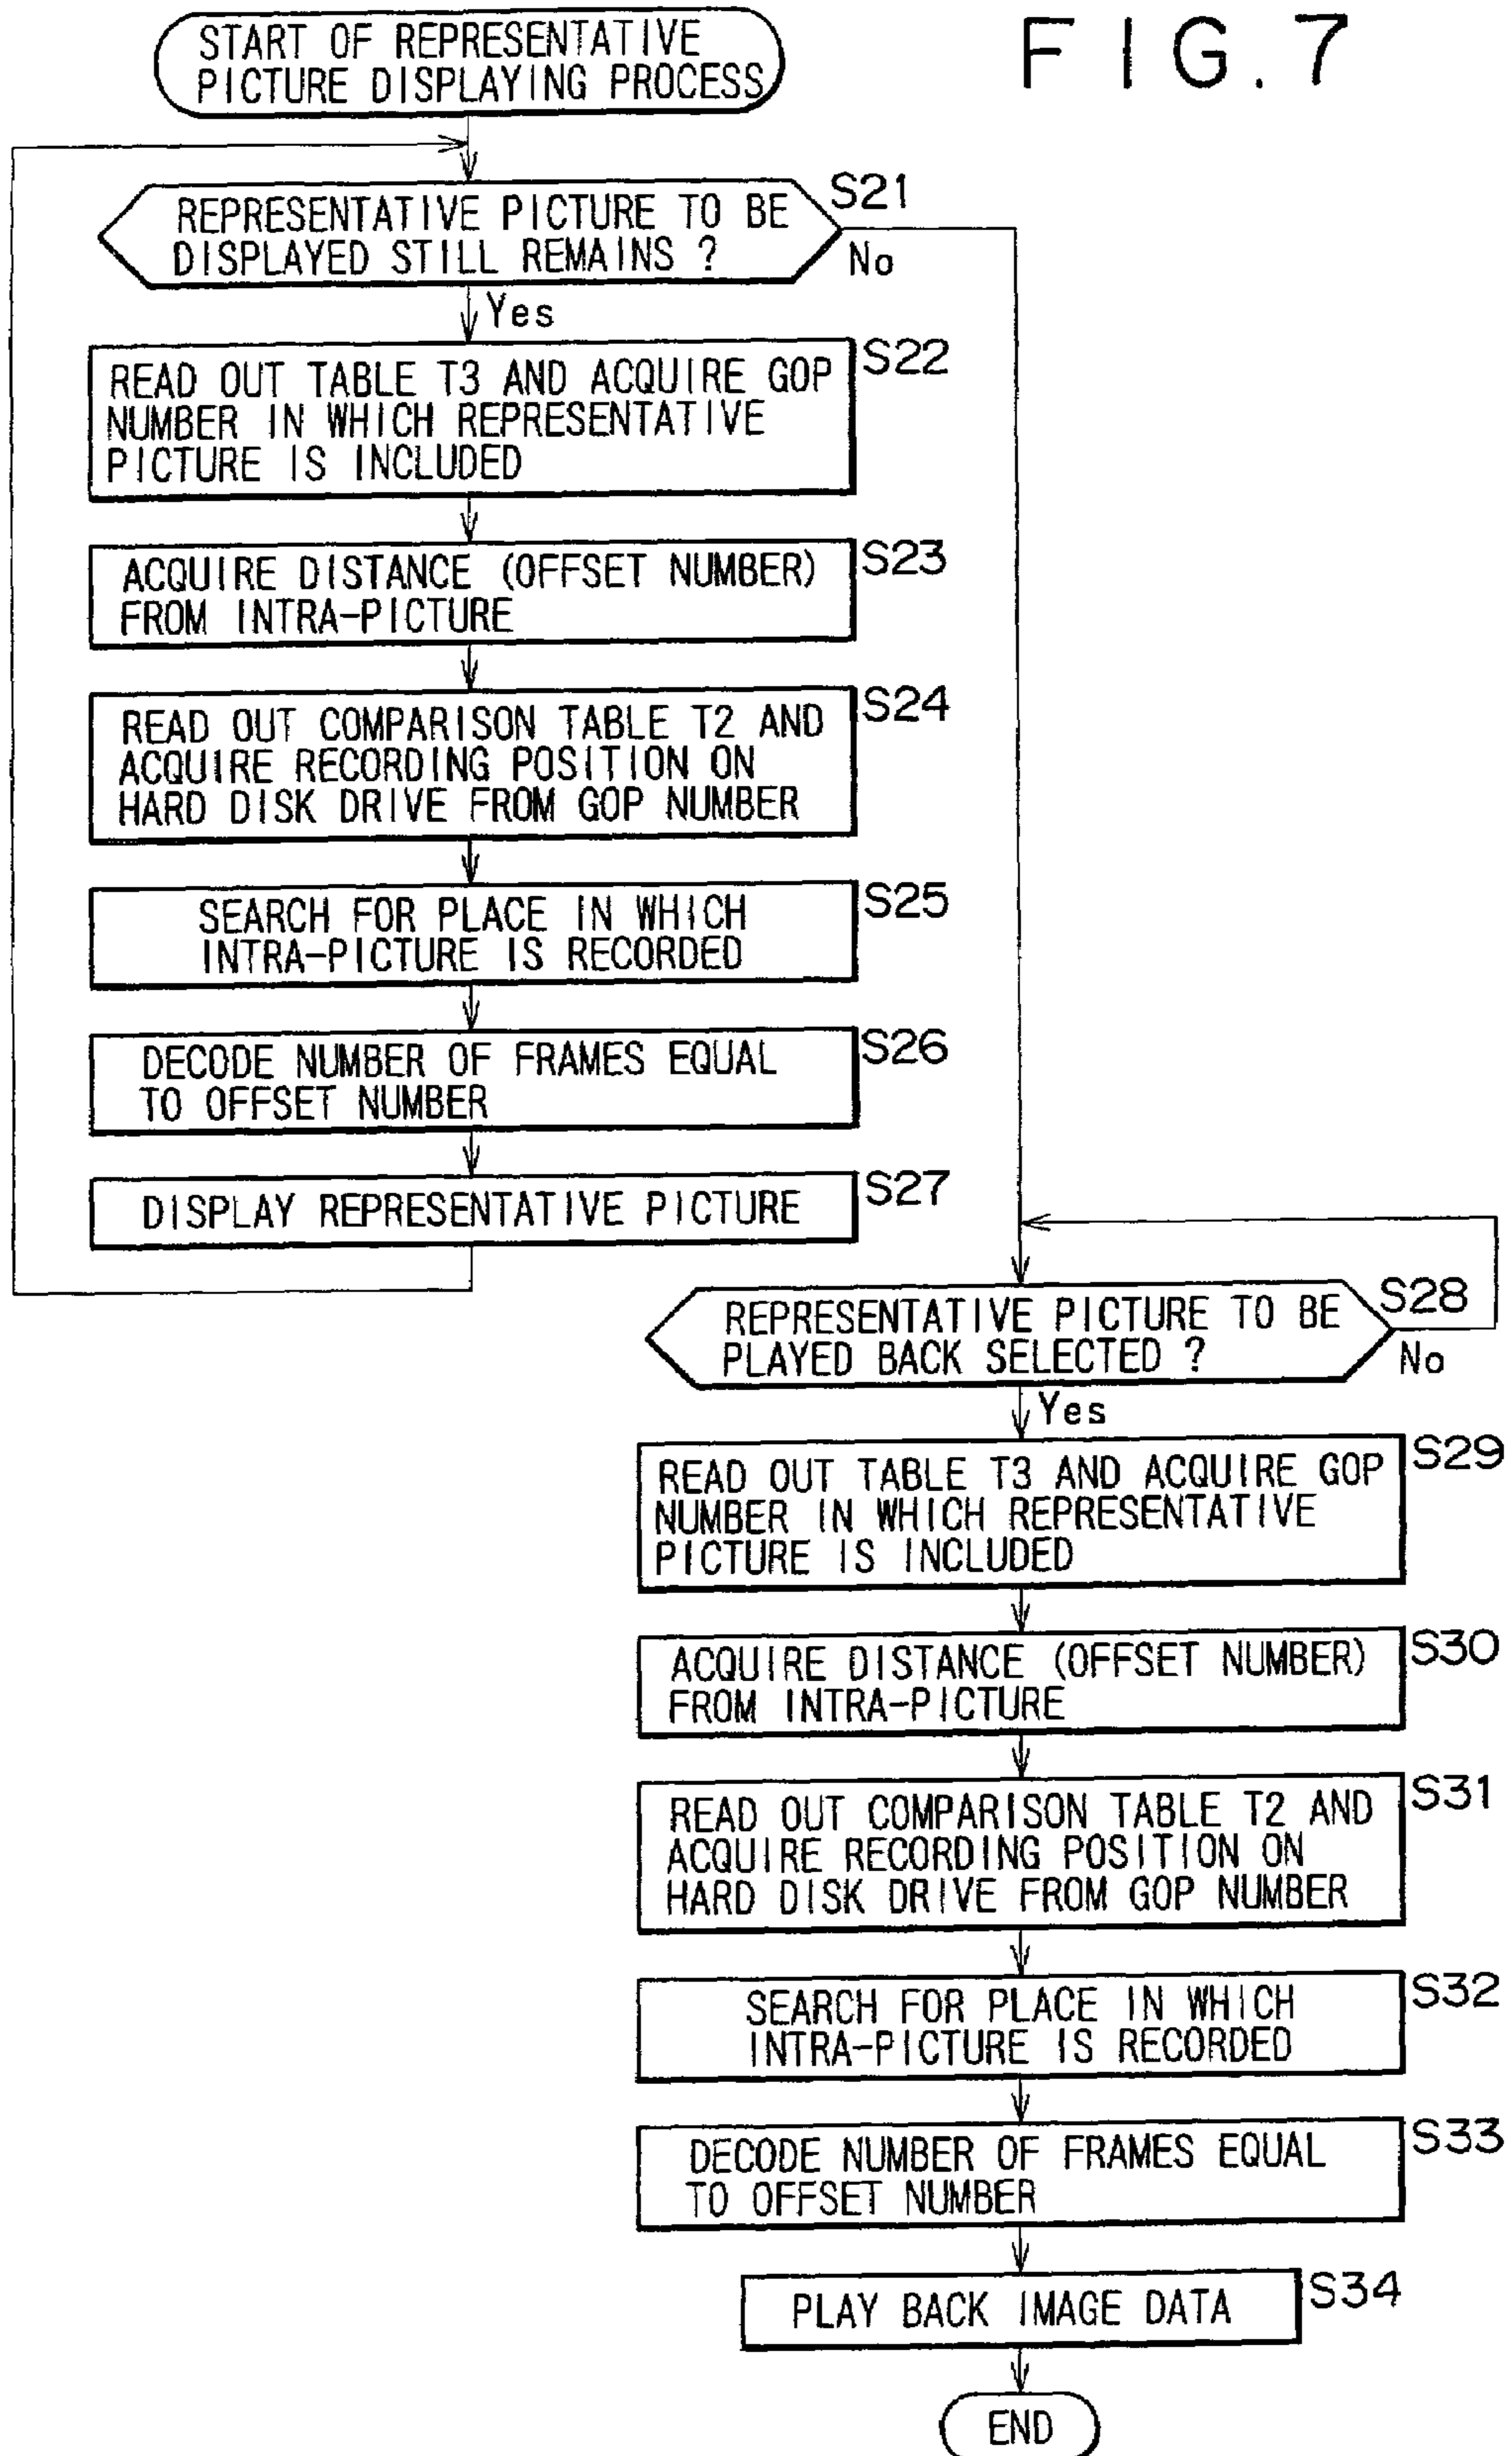 FIG. 7
START OF REPRESENTATIVE
PICTURE DISPLAYING PROCESS
S21
REPRESENTATIVE PICTURE TO BE
DISPLAYED STILL REMAINS ?
No
Yes
S22
READ OUT TABLE T3 AND ACQUIRE GOP
NUMBER IN WHICH REPRESENTATIVE
PICTURE IS INCLUDED
S23
ACQUIRE DISTANCE (OFFSET NUMBER)
FROM INTRA-PICTURE
S24
READ OUT COMPARISON TABLE T2 AND
ACQUIRE RECORDING POSITION ON
HARD DISK DRIVE FROM GOP NUMBER
S25
SEARCH FOR PLACE IN WHICH
INTRA-PICTURE IS RECORDED
S26
DECODE NUMBER OF FRAMES EQUAL
TO OFFSET NUMBER
S27
DISPLAY REPRESENTATIVE PICTURE
S28
REPRESENTATIVE PICTURE TO BE
PLAYED BACK SELECTED ?
No
Yes
S29
READ OUT TABLE T3 AND ACQUIRE GOP
NUMBER IN WHICH REPRESENTATIVE
PICTURE IS INCLUDED
S30
ACQUIRE DISTANCE (OFFSET NUMBER)
FROM INTRA-PICTURE
S31
READ OUT COMPARISON TABLE T2 AND
ACQUIRE RECORDING POSITION ON
HARD DISK DRIVE FROM GOP NUMBER
S32
SEARCH FOR PLACE IN WHICH
INTRA-PICTURE IS RECORDED
S33
DECODE NUMBER OF FRAMES EQUAL
TO OFFSET NUMBER
S34
PLAY BACK IMAGE DATA
END